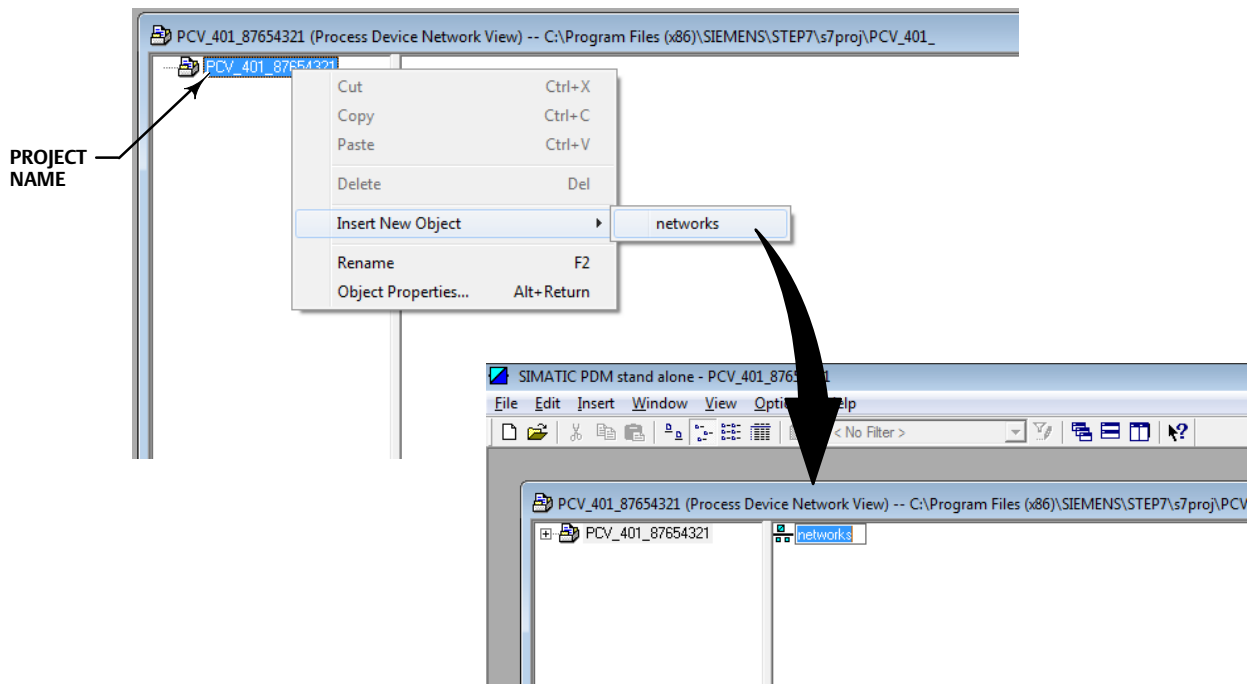 PCV_401_87654321 (Process Device Network View) -- C:\Program Files (x86)\SIEMENS\STEP7\s7proj\PCV_401_
PCV_401_87654321
Cut Ctrl+X
Copy Ctrl+C
Paste Ctrl+V
PROJECT
NAME
Delete Del
Insert New Object networks
Rename F2
Object Properties... Alt+Return
SIMATIC PDM stand alone - PCV_401_8765
File Edit Insert Window View Opti elp
< No Filter >
PCV_401_87654321 (Process Device Network View) -- C:\Program Files (x86)\SIEMENS\STEP7\s7proj\PCV
PCV_401_87654321 networks